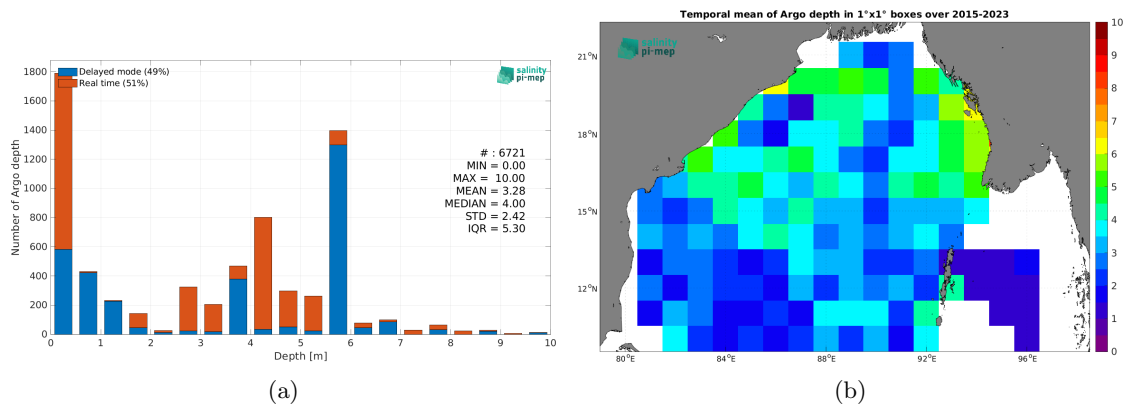 1800
1600
1400
1200
1000
800
600
400
200
0
Number of Argo depth
Delayed mode (49%)
Real time (51%)
salinity
pi-mep
# : 6721
MIN = 0.00
MAX = 10.00
MEAN = 3.28
MEDIAN = 4.00
STD = 2.42
IQR = 5.30
0 1 2 3 4 5 6 7 8 9 10
Depth [m]
(a)
Temporal mean of Argo depth in 1°x1° boxes over 2015-2023
salinity
pi-mep
21°N
18°N
15°N
12°N
80°E 84°E 88°E 92°E 96°E
10
9
8
7
6
5
4
3
2
1
0
(b)